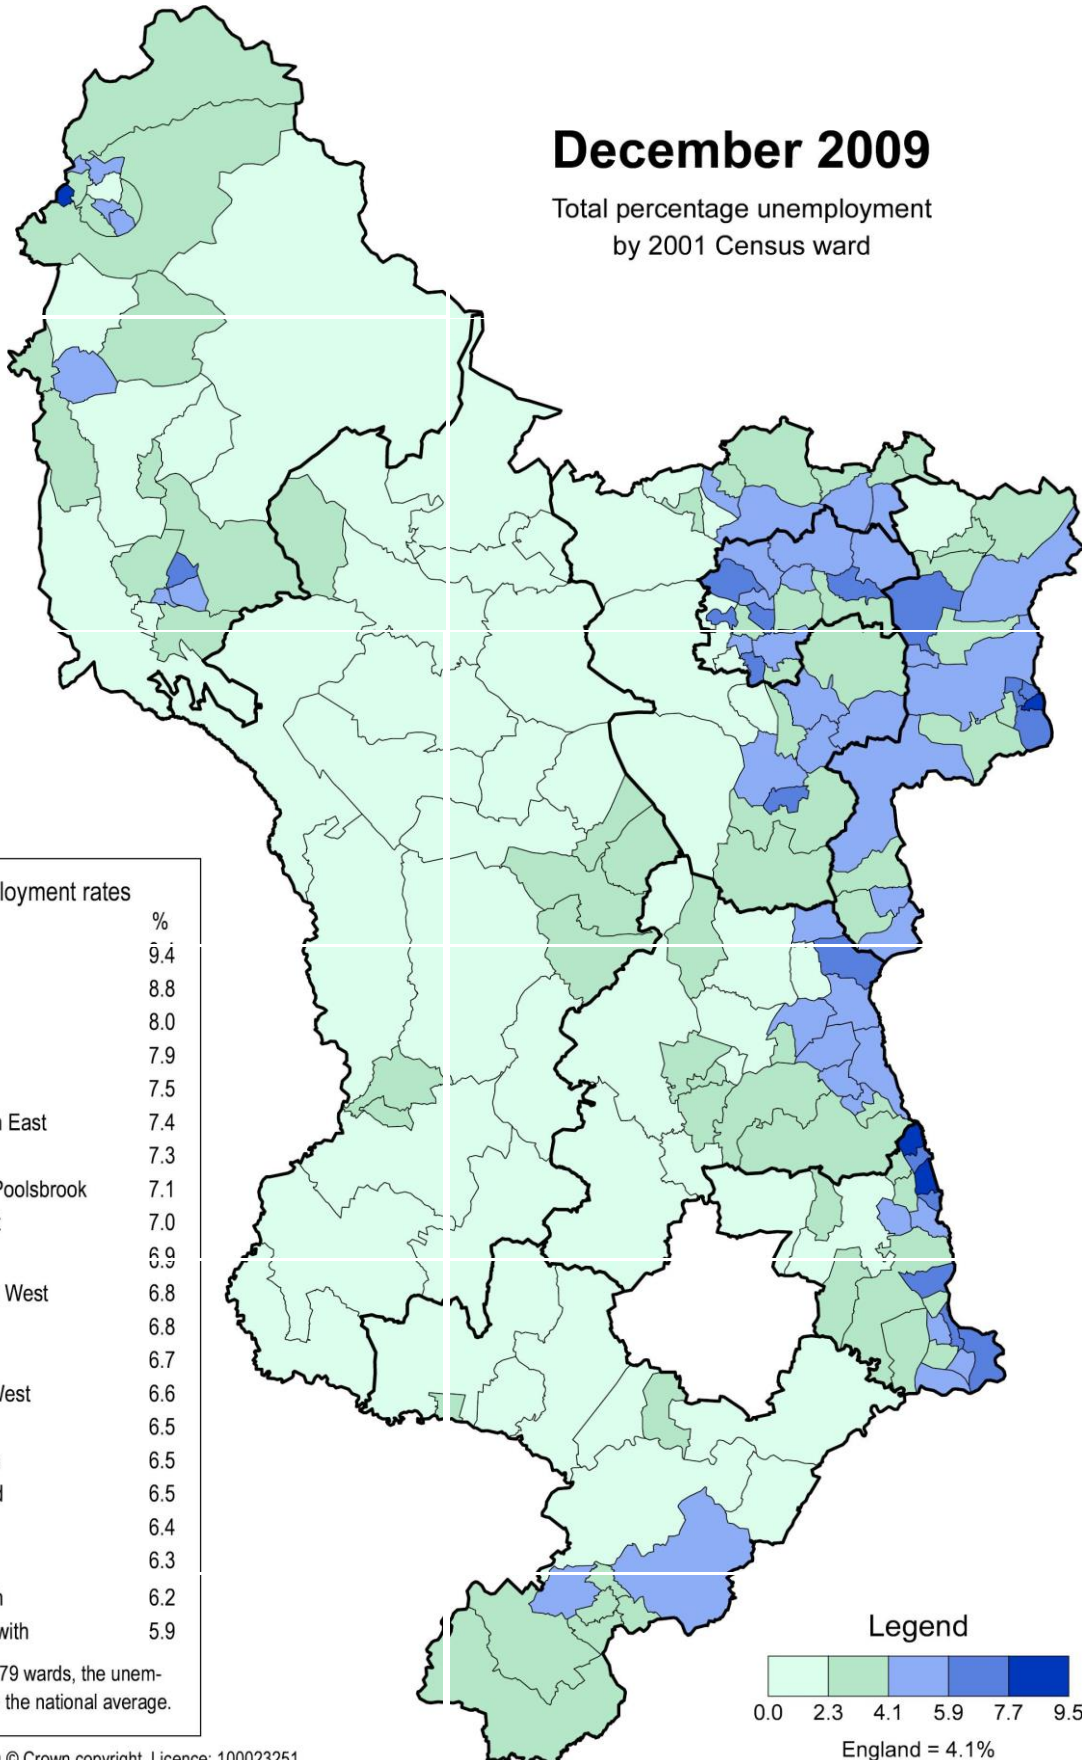 December 2009
Total percentage unemployment
by 2001 Census ward
loyment rates
%
9.4
8.8
8.0
7.9
7.5
East 7.4
7.3
Poolsbrook 7.1
7.0
6.9
West 6.8
6.8
6.7
est 6.6
6.5
6.5
6.5
6.4
6.3
6.2
with 5.9
79 wards, the unem-
the national average.
Legend
0.0 2.3 4.1 5.9 7.7 9.5
England = 4.1%
© Crown copyright. Licence: 100023251